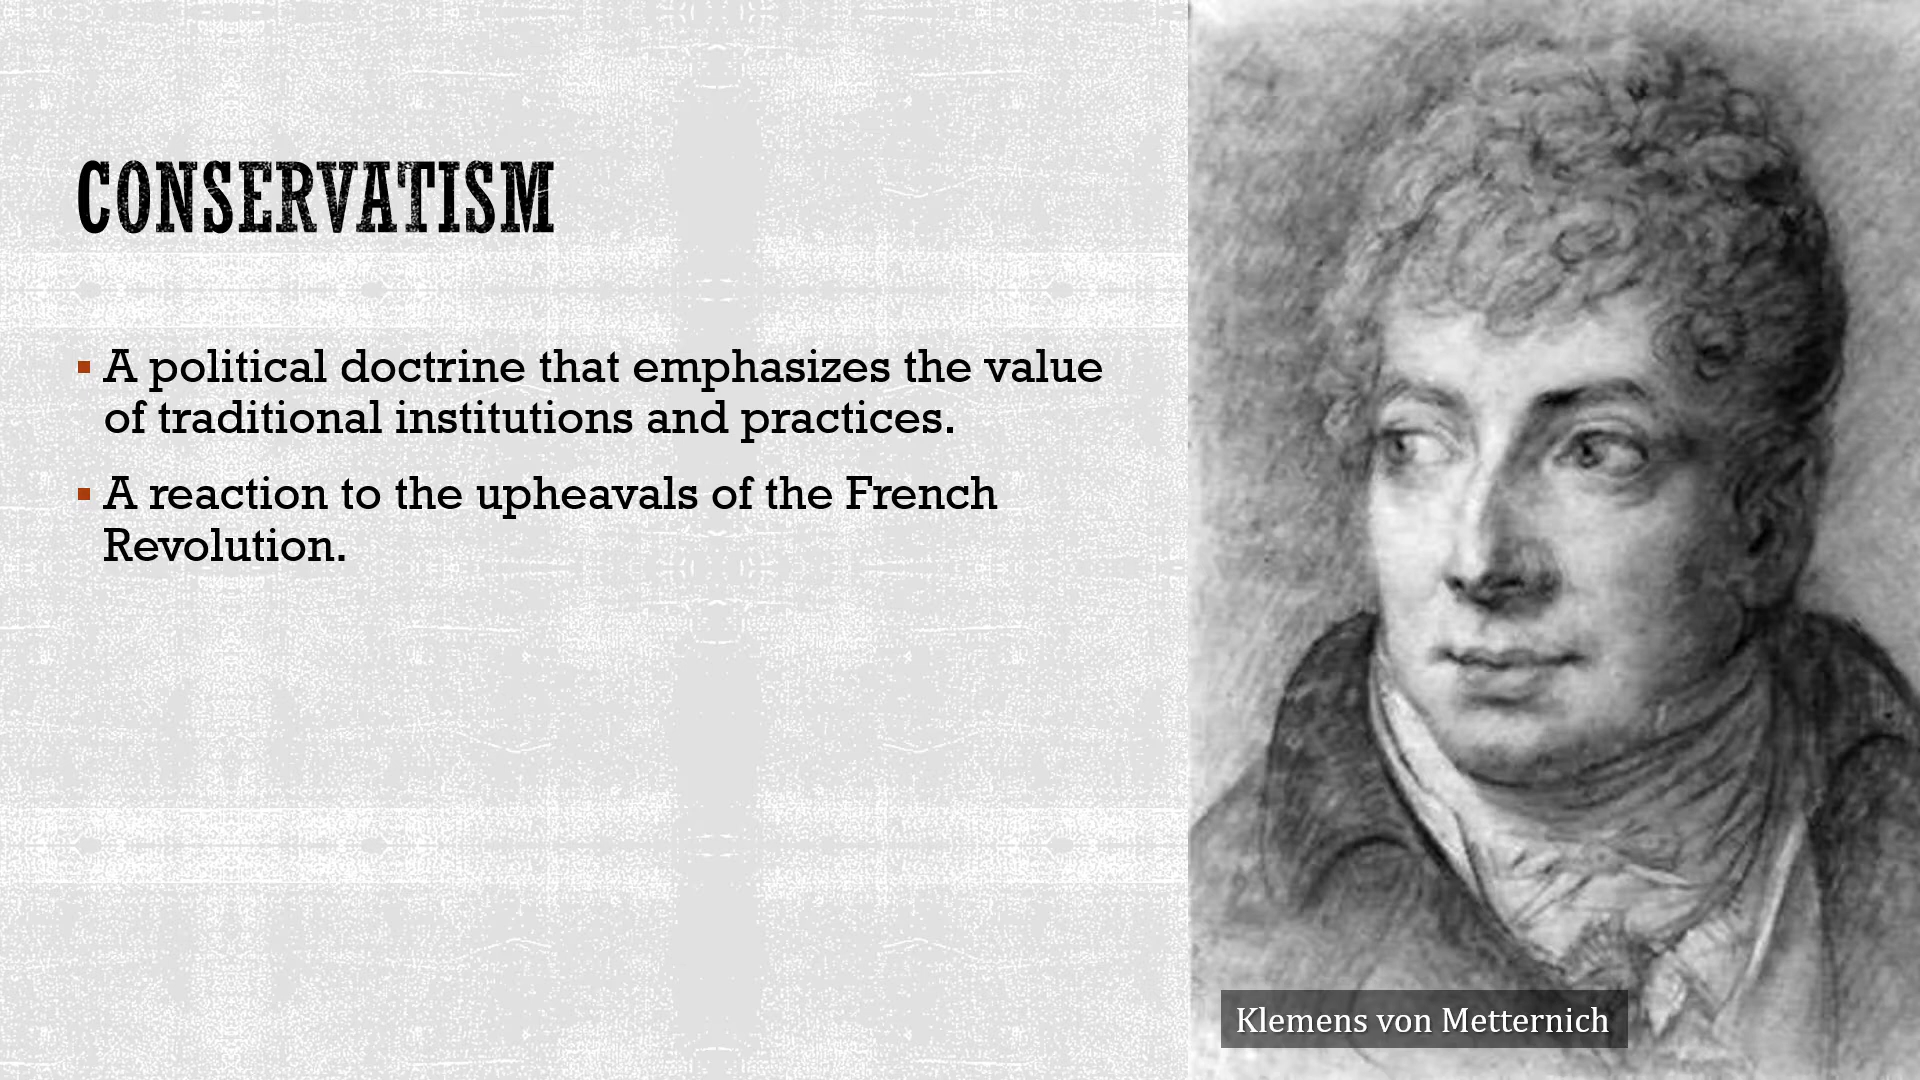 CONSERVATISM
▪ A political doctrine that emphasizes the value
of traditional institutions and practices.
▪ A reaction to the upheavals of the French
Revolution.
Klemens von Metternich